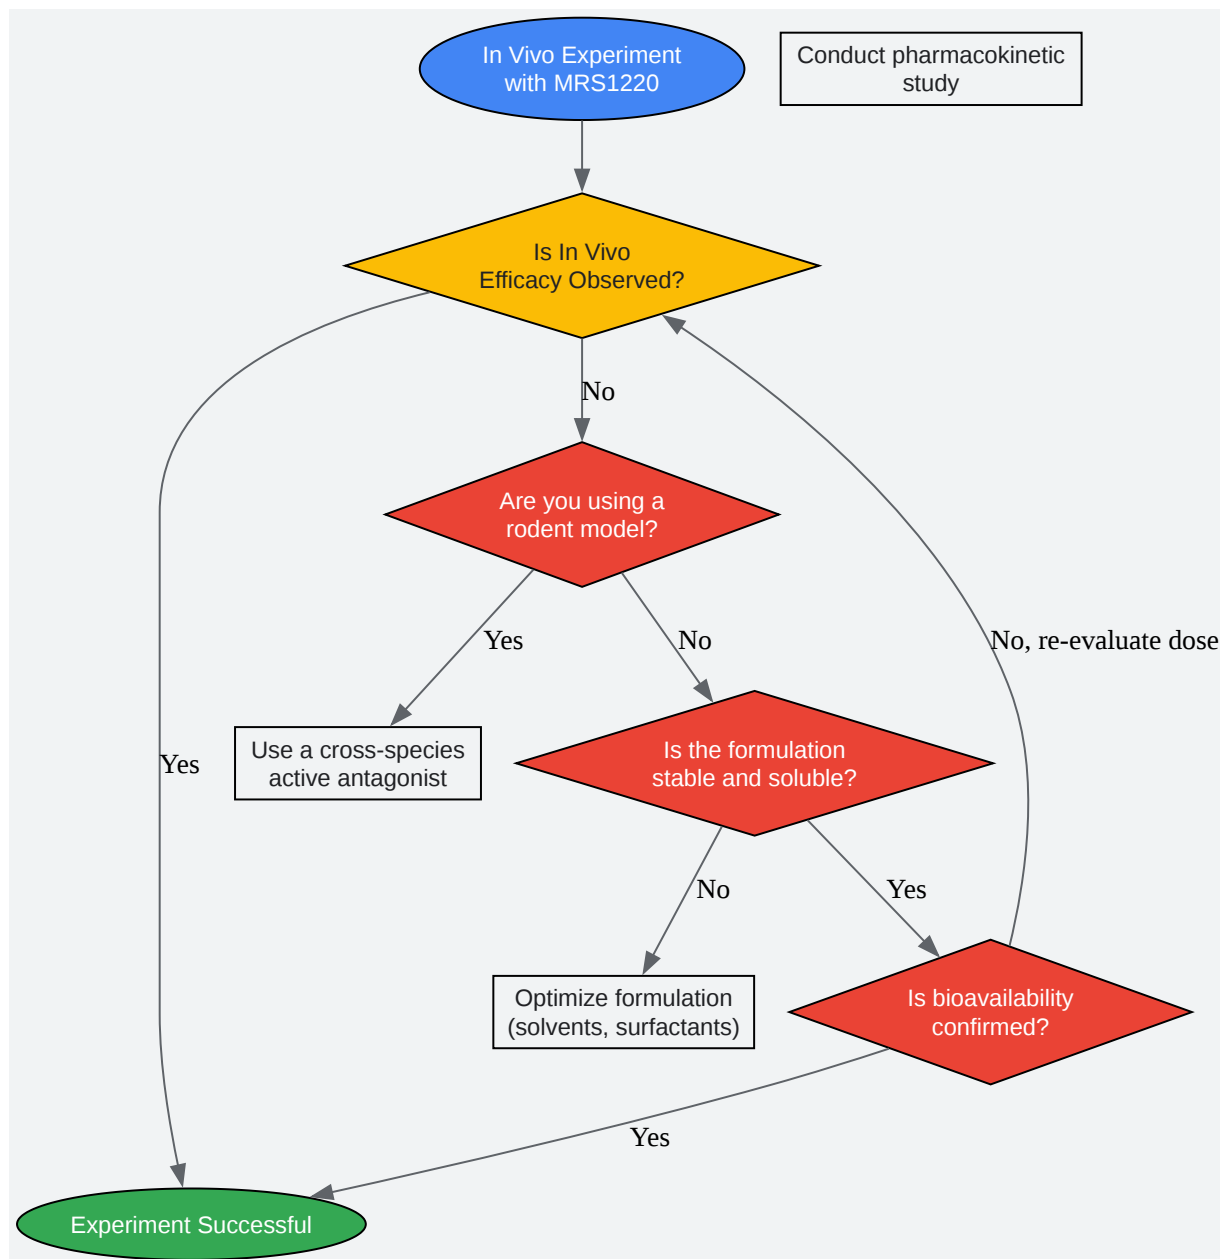 In Vivo Experiment
with MRS1220
Conduct pharmacokinetic
study
Is In Vivo
Efficacy Observed?
No
Are you using a
rodent model?
Yes
No
No, re-evaluate dose
Use a cross-species
active antagonist
Is the formulation
stable and soluble?
Yes
No
Yes
Optimize formulation
(solvents, surfactants)
Is bioavailability
confirmed?
Yes
Experiment Successful